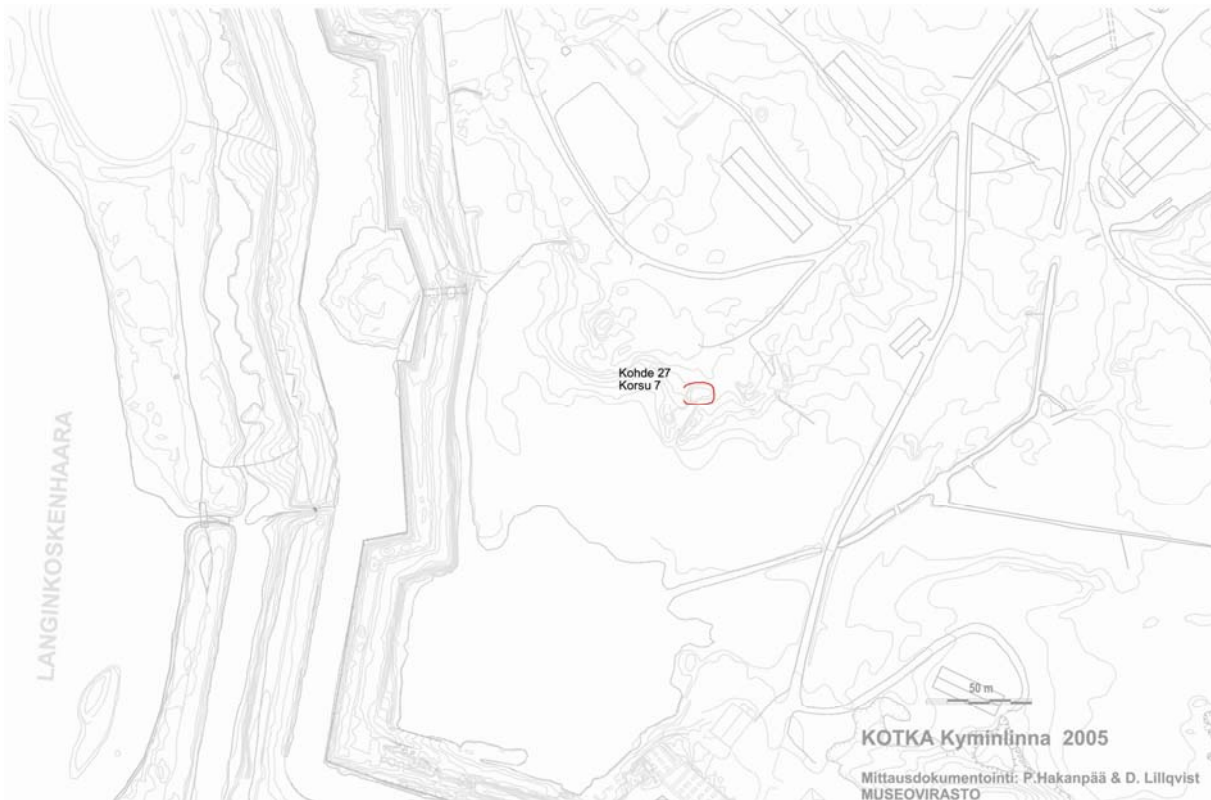 Kohde 27
Korsu 7
LANGINKOSKENHAARA
50 m
KOTKA Kyminlinna 2005
Mittausdokumentointi: P.Hakanpää & D. Lillqvist
MUSEOVIRASTO